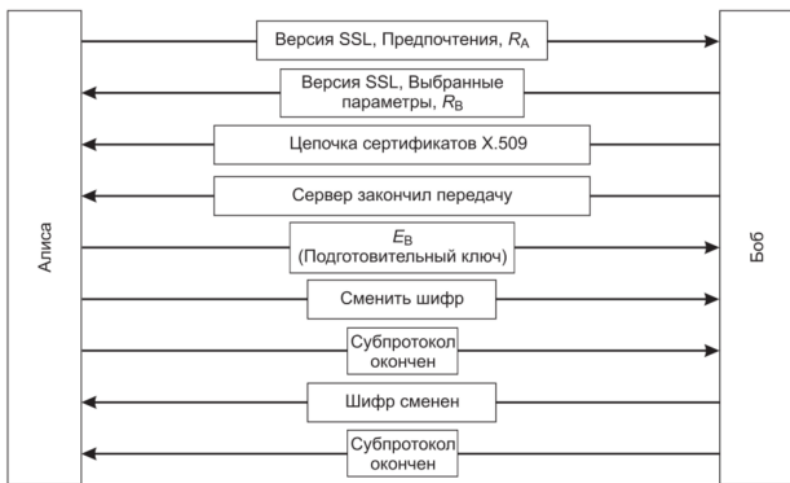 Алиса
Версия SSL, Предпочтения, RA
Версия SSL, Выбранные
параметры, RB
Цепочка сертификатов X.509
Сервер закончил передачу
EB
(Подготовительный ключ)
Сменить шифр
Субпротокол
окончен
Шифр сменен
Субпротокол
окончен
Боб